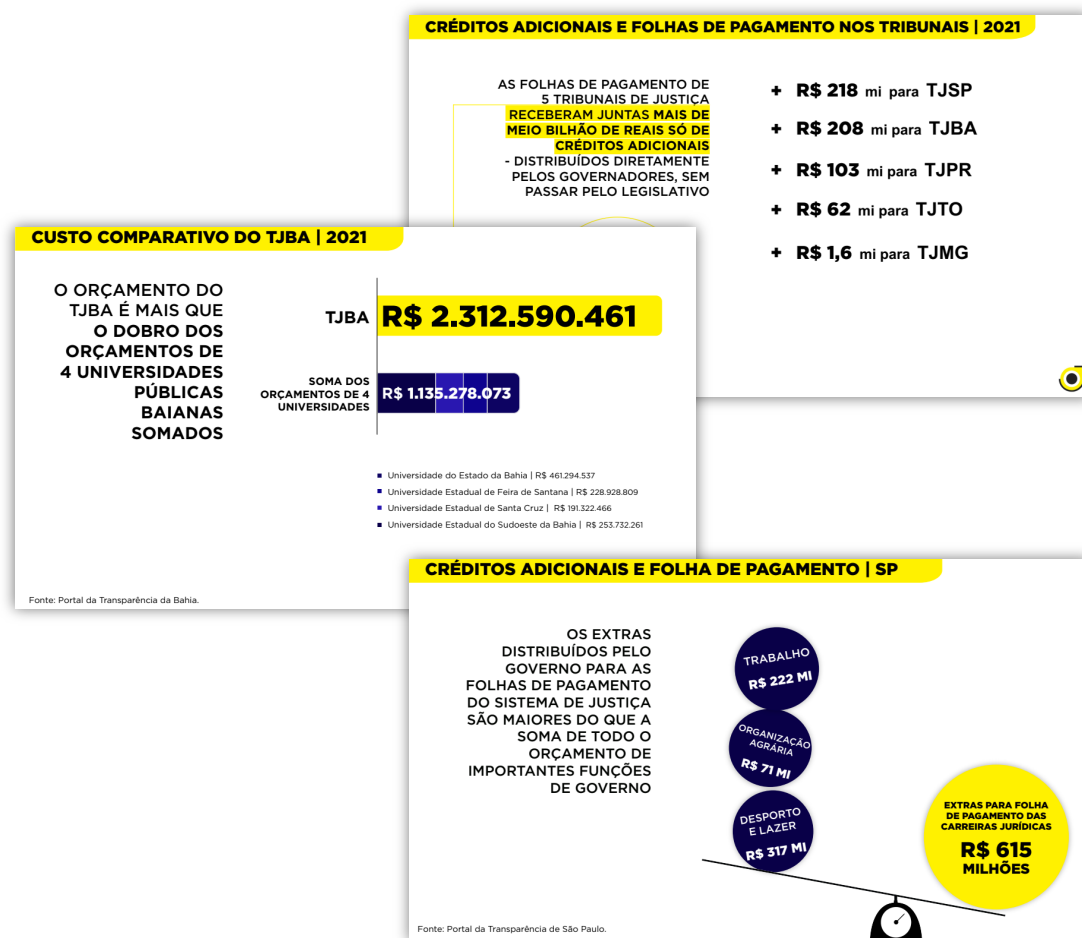 CRÉDITOS ADICIONAIS E FOLHAS DE PAGAMENTO NOS TRIBUNAIS | 2021
AS FOLHAS DE PAGAMENTO DE
5 TRIBUNAIS DE JUSTIÇA
RECEBERAM JUNTAS MAIS DE
MEIO BILHÃO DE REAIS SÓ DE
CRÉDITOS ADICIONAIS
- DISTRIBUÍDOS DIRETAMENTE
PELOS GOVERNADORES, SEM
PASSAR PELO LEGISLATIVO
+ R$ 218 mi para TJSP
+ R$ 208 mi para TJBA
+ R$ 103 mi para TJPR
+ R$ 62 mi para TJTO
+ R$ 1,6 mi para TJMG
CUSTO COMPARATIVO DO TJBA | 2021
O ORÇAMENTO DO
TJBA É MAIS QUE
O DOBRO DOS
ORÇAMENTOS DE
4 UNIVERSIDADES
PÚBLICAS
BAIANAS
SOMADOS
TJBA R$ 2.312.590.461
SOMA DOS
ORÇAMENTOS DE 4
UNIVERSIDADES
R$ 1.135.278.073
Universidade do Estado da Bahia | R$ 461.294.537
Universidade Estadual de Feira de Santana | R$ 228.928.809
Universidade Estadual de Santa Cruz | R$ 191.322.466
Universidade Estadual do Sudoeste da Bahia | R$ 253.732.261
Fonte: Portal da Transparência da Bahia.
CRÉDITOS ADICIONAIS E FOLHA DE PAGAMENTO | SP
OS EXTRAS
DISTRIBUÍDOS PELO
GOVERNO PARA AS
FOLHAS DE PAGAMENTO
DO SISTEMA DE JUSTIÇA
SÃO MAIORES DO QUE A
SOMA DE TODO O
ORÇAMENTO DE
IMPORTANTES FUNÇÕES
DE GOVERNO
TRABALHO
R$ 222 MI
ORGANIZAÇÃO
AGRÁRIA
R$ 71 MI
DESPORTO
E LAZER
R$ 317 MI
EXTRAS PARA FOLHA
DE PAGAMENTO DAS
CARREIRAS JURÍDICAS
R$ 615
MILHÕES
Fonte: Portal da Transparência de São Paulo.